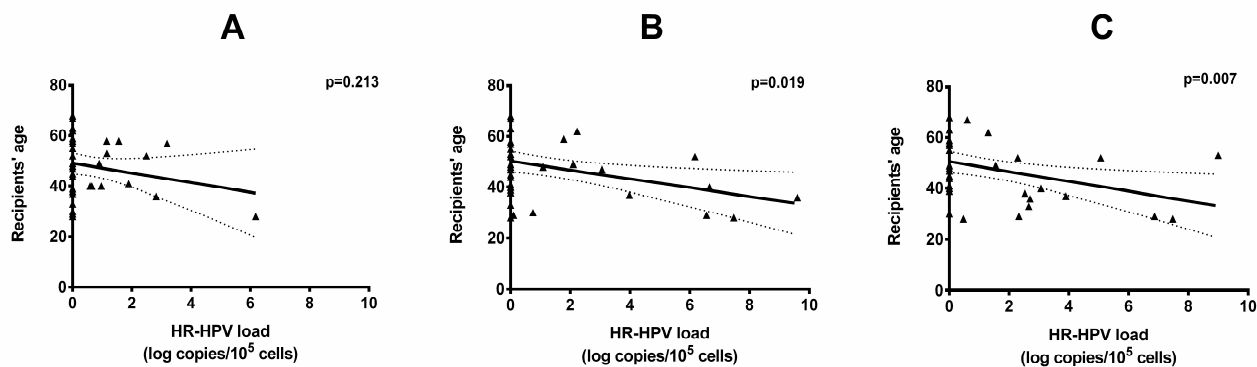 A
p=0.213
80
60
40
20
0
Recipients' age
0 2 4 6 8 10
HR-HPV load
(log copies/10⁵ cells)
B
p=0.019
80
60
40
20
0
Recipients' age
0 2 4 6 8 10
HR-HPV load
(log copies/10⁵ cells)
C
p=0.007
80
60
40
20
0
Recipients' age
0 2 4 6 8 10
HR-HPV load
(log copies/10⁵ cells)